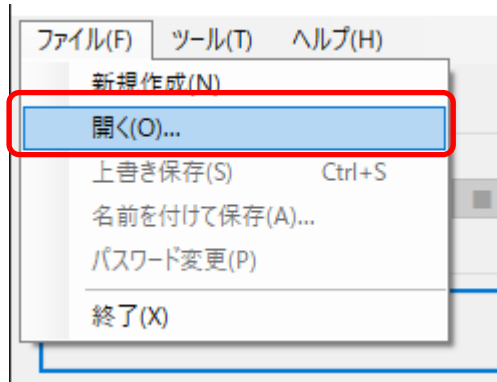 ファイル(F) ツール(T) ヘルプ(H)
新規作成(N)
開く(O)...
上書き保存(S) Ctrl+S
名前を付けて保存(A)...
パスワード変更(P)
終了(X)